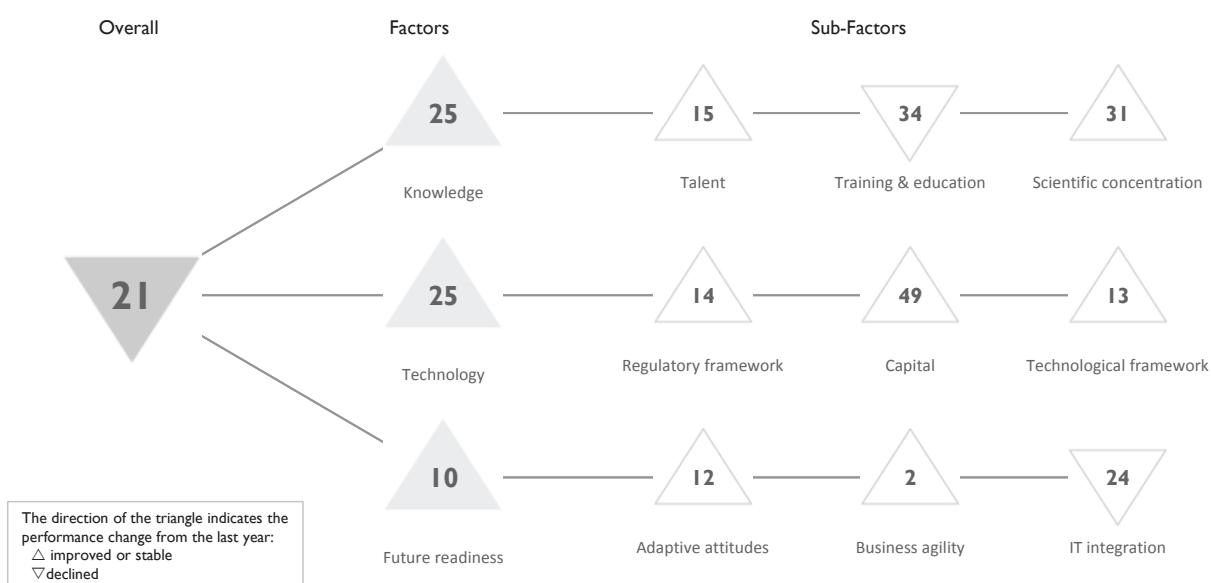 Overall
Factors
Sub-Factors
25
15
34
31
Knowledge
Talent
Training & education
Scientific concentration
21
25
14
49
13
Technology
Regulatory framework
Capital
Technological framework
10
12
2
24
Future readiness
Adaptive attitudes
Business agility
IT integration
The direction of the triangle indicates the
performance change from the last year:
△ improved or stable
▽ declined